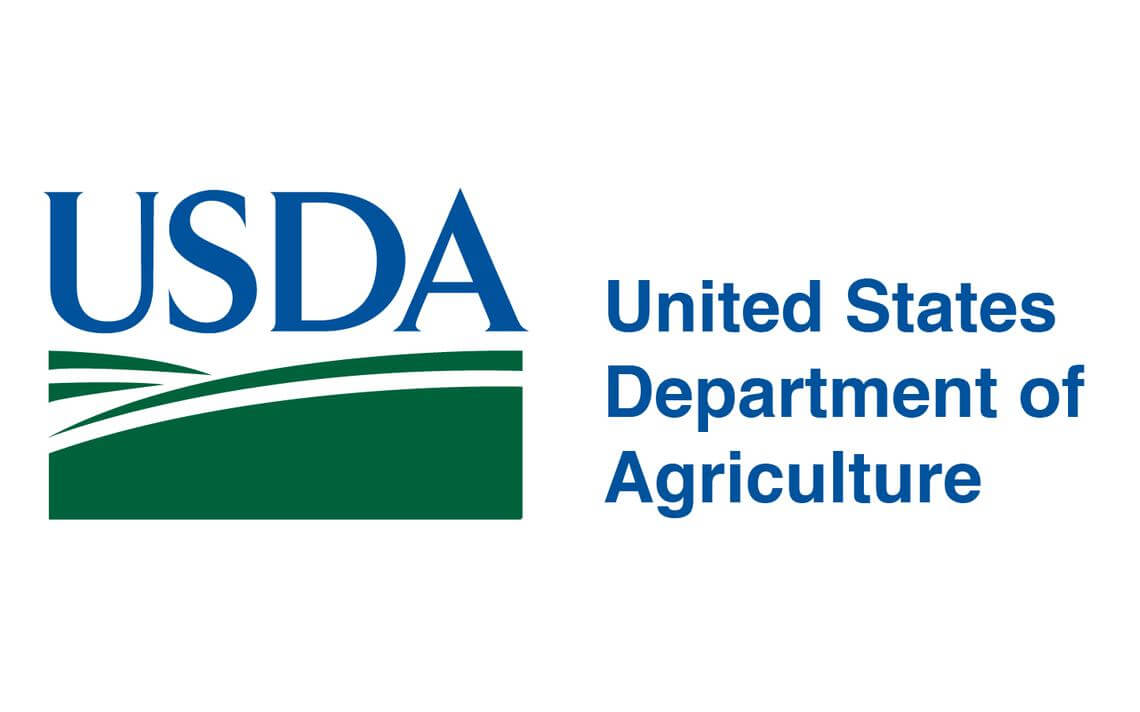 USDA
United States
Department of
Agriculture